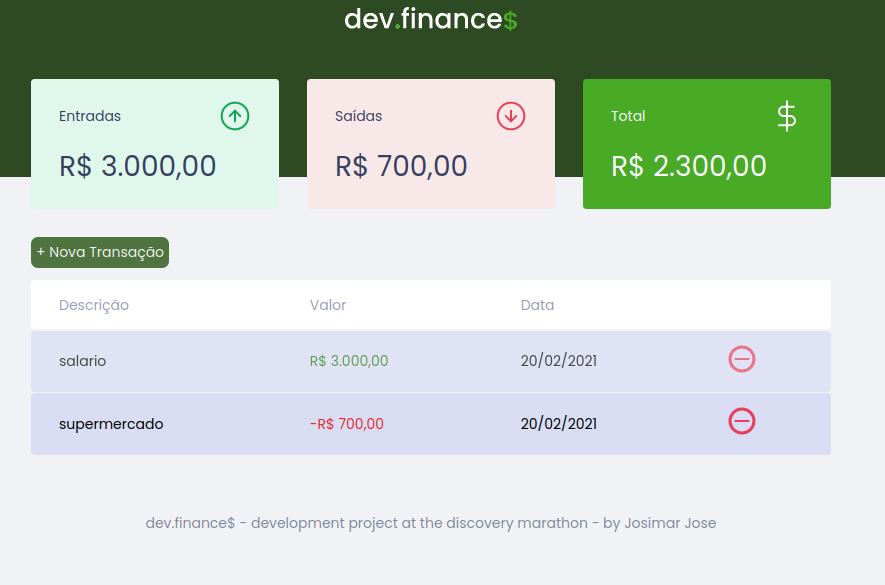 dev.finance$
Entradas
R$ 3.000,00
Saídas
R$ 700,00
Total
$
R$ 2.300,00
+ Nova Transação
Descrição Valor Data
salario R$ 3.000,00 20/02/2021
supermercado -R$ 700,00 20/02/2021
dev.finance$ - development project at the discovery marathon - by Josimar Jose